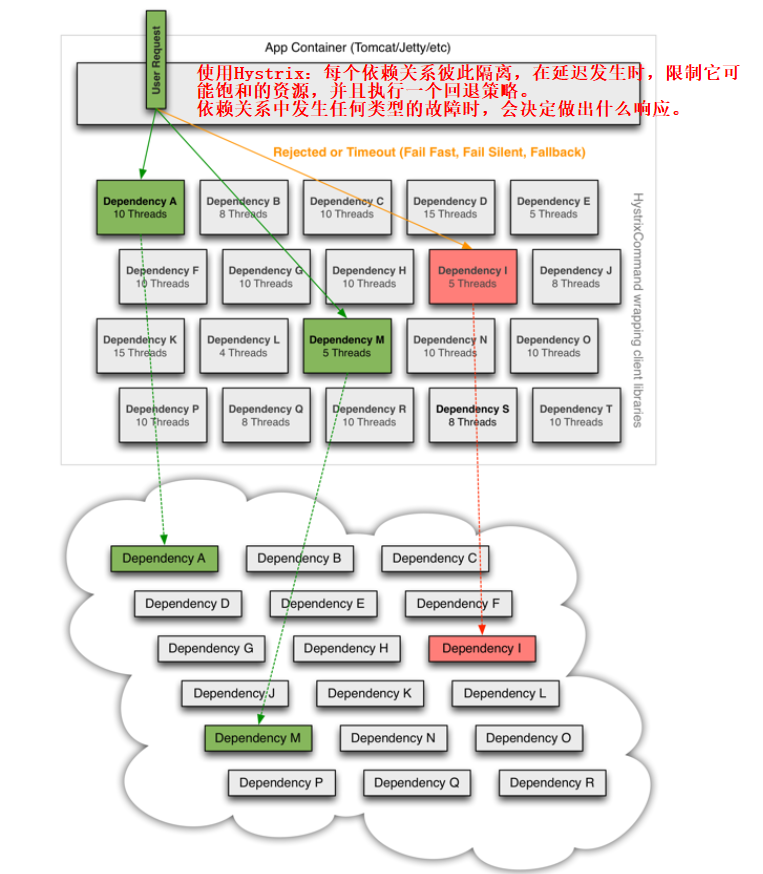 User Request
App Container (Tomcat/Jetty/etc)
使用Hystrix：每个依赖关系彼此隔离，在延迟发生时，限制它可
能饱和的资源，并且执行一个回退策略。
依赖关系中发生任何类型的故障时，会决定做出什么响应。
Rejected or Timeout (Fail Fast, Fail Silent, Fallback)
Dependency A
10 Threads
Dependency B
8 Threads
Dependency C
10 Threads
Dependency D
15 Threads
Dependency E
5 Threads
Dependency F
10 Threads
Dependency G
10 Threads
Dependency H
10 Threads
Dependency I
5 Threads
Dependency J
8 Threads
Dependency K
15 Threads
Dependency L
4 Threads
Dependency M
5 Threads
Dependency N
10 Threads
Dependency O
10 Threads
Dependency P
10 Threads
Dependency Q
8 Threads
Dependency R
10 Threads
Dependency S
8 Threads
Dependency T
10 Threads
HystrixCommand wrapping client libraries
Dependency A
Dependency B
Dependency C
Dependency D
Dependency E
Dependency F
Dependency G
Dependency H
Dependency I
Dependency J
Dependency K
Dependency L
Dependency M
Dependency N
Dependency O
Dependency P
Dependency Q
Dependency R